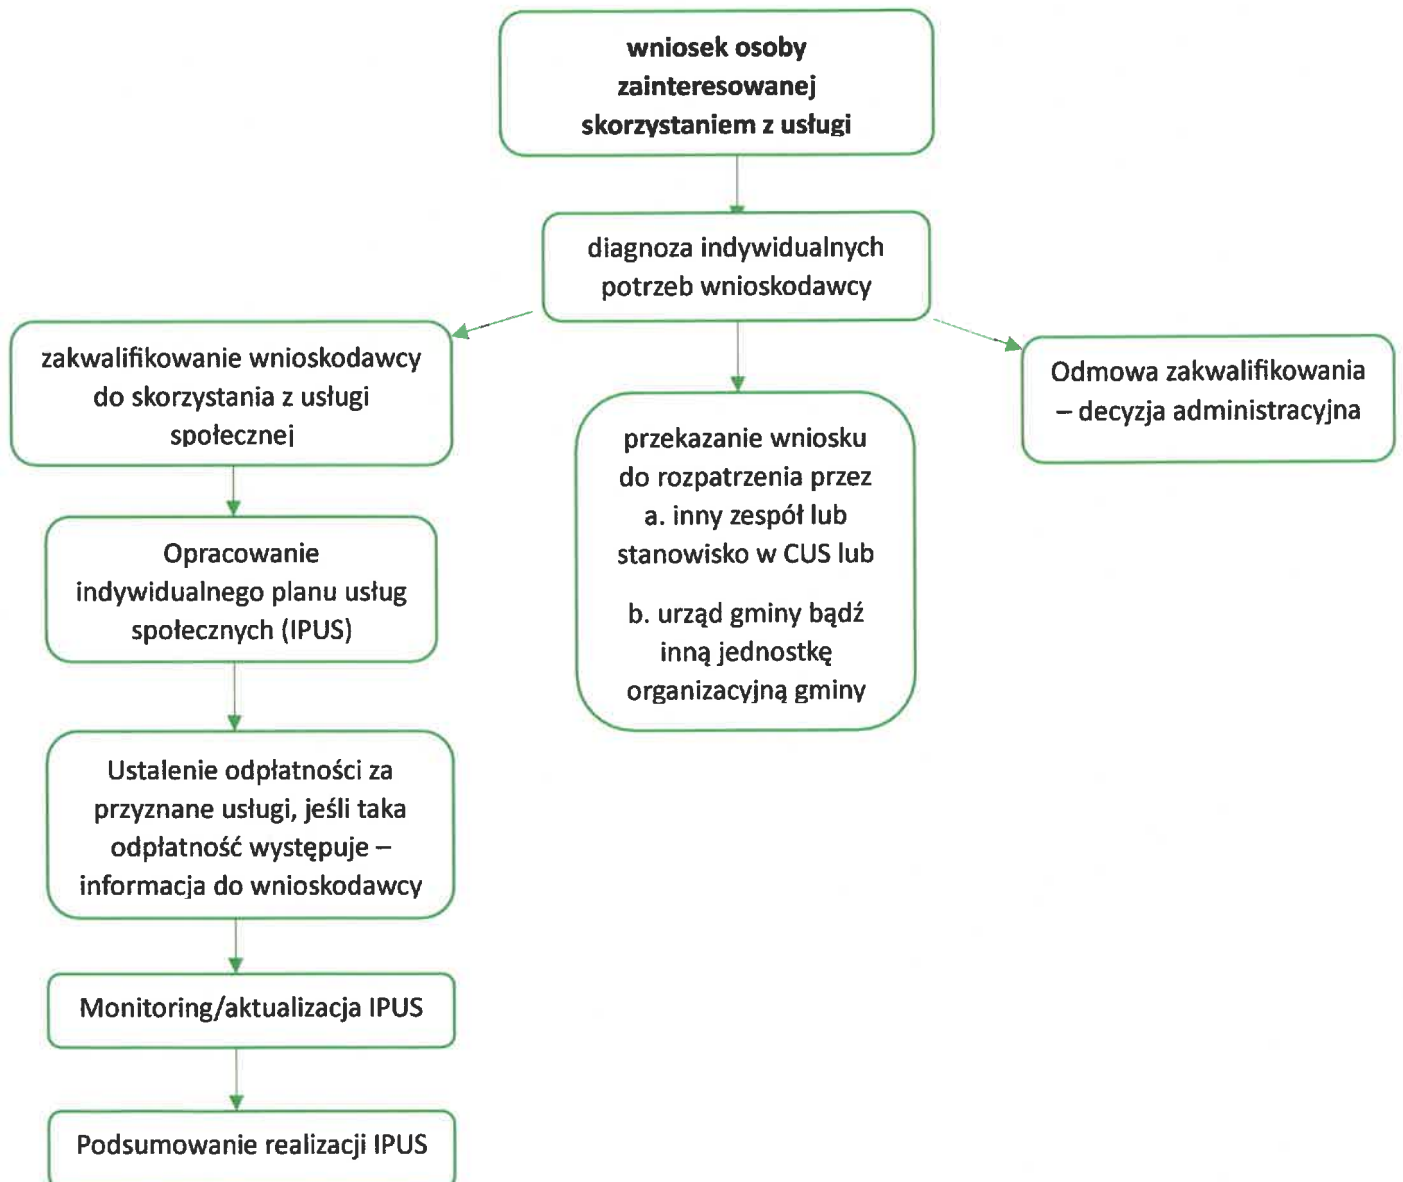 wniosek osoby
zainteresowanej
skorzystaniem z usługi
diagnoza indywidualnych
potrzeb wnioskodawcy
zakwalifikowanie wnioskodawcy
do skorzystania z usługi
społecznej
Opracowanie
indywidualnego planu usług
społecznych (IPUS)
Ustalenie odpłatności za
przyznane usługi, jeśli taka
odpłatność występuje –
informacja do wnioskodawcy
Monitoring/aktualizacja IPUS
Podsumowanie realizacji IPUS
przekazanie wniosku
do rozpatrzenia przez
a. inny zespół lub
stanowisko w CUS lub
b. urząd gminy bądź
inną jednostkę
organizacyjną gminy
Odmowa zakwalifikowania
– decyzja administracyjna